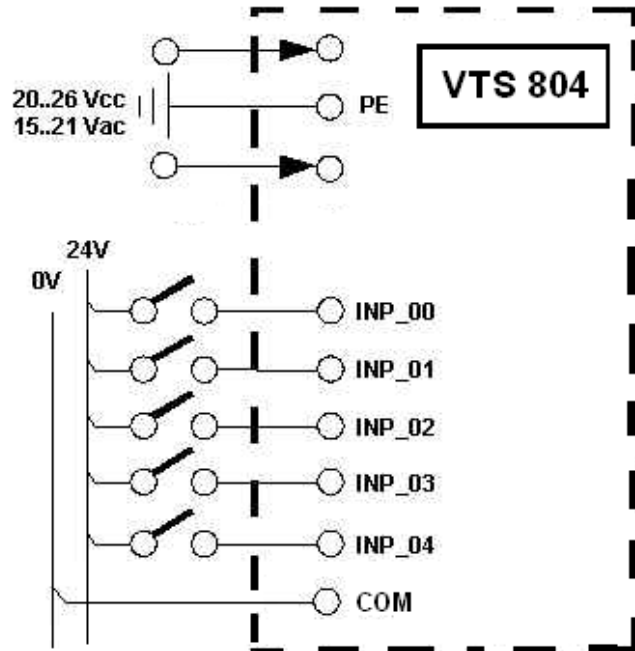 VTS 804
20..26 Vcc
15..21 Vac
PE
24V
0V
INP_00
INP_01
INP_02
INP_03
INP_04
COM